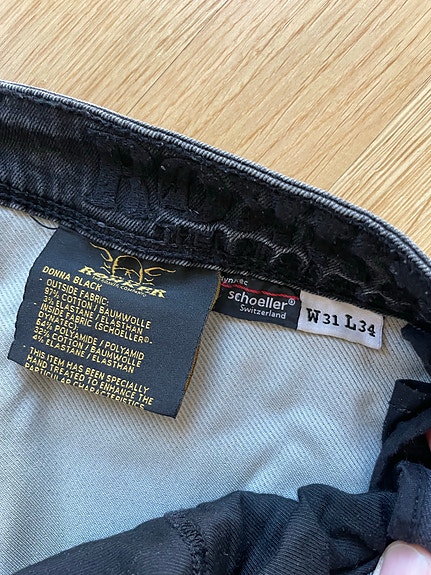 ROKKER
DONNA BLACK
OUTSIDE FABRIC:
97% COTTON / BAUMWOLLE
3% ELASTANE / ELASTHAN
INSIDE FABRIC (SCHOELLER®
64% POLYAMIDE / POLYAMID
32% COTTON / BAUMWOLLE
4% ELASTANE / ELASTHAN
THIS ITEM HAS BEEN SPECIALLY
HAND TREATED TO ENHANCE THE
PARTICULAR CHARACTERISTICS
schoeller®
Switzerland
W31 L34